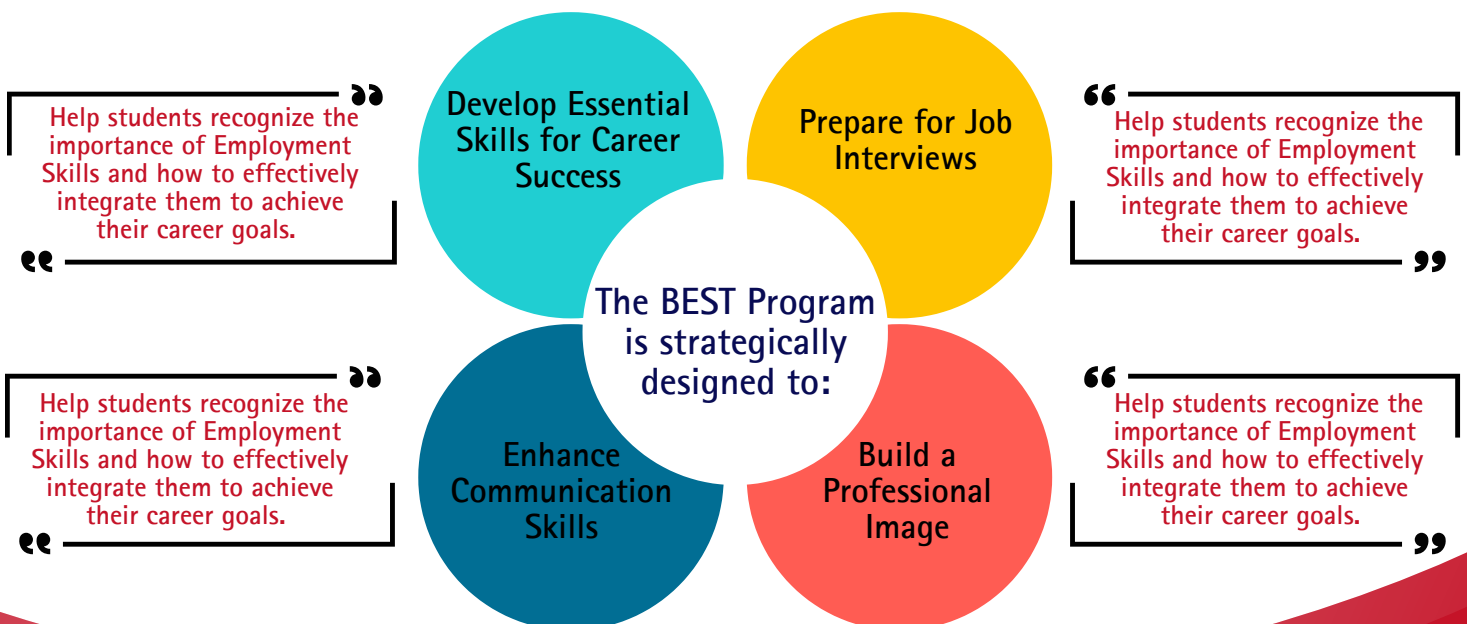 Help students recognize the
importance of Employment
Skills and how to effectively
integrate them to achieve
their career goals.
Develop Essential
Skills for Career
Success
Prepare for Job
Interviews
Help students recognize the
importance of Employment
Skills and how to effectively
integrate them to achieve
their career goals.
The BEST Program
is strategically
designed to:
Help students recognize the
importance of Employment
Skills and how to effectively
integrate them to achieve
their career goals.
Enhance
Communication
Skills
Build a
Professional
Image
Help students recognize the
importance of Employment
Skills and how to effectively
integrate them to achieve
their career goals.